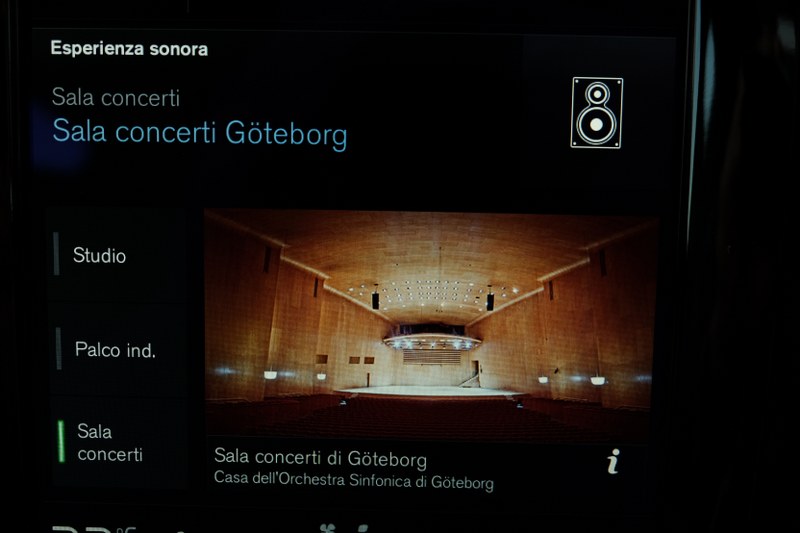 Esperienza sonora
Sala concerti
Sala concerti Göteborg
Studio
Palco ind.
Sala
concerti
Sala concerti di Göteborg
Casa dell'Orchestra Sinfonica di Göteborg
i